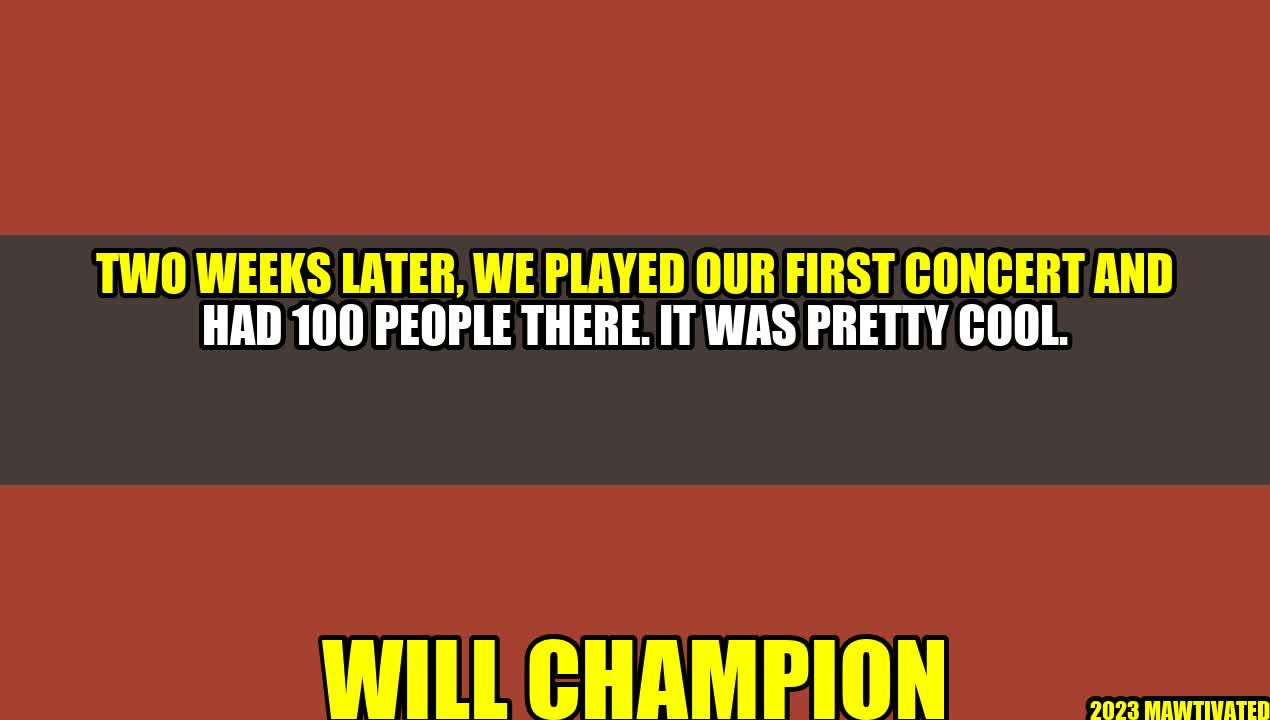 TWO WEEKS LATER, WE PLAYED OUR FIRST CONCERT AND
HAD 100 PEOPLE THERE. IT WAS PRETTY COOL.
WILL CHAMPION
2023 MAWTIVATED